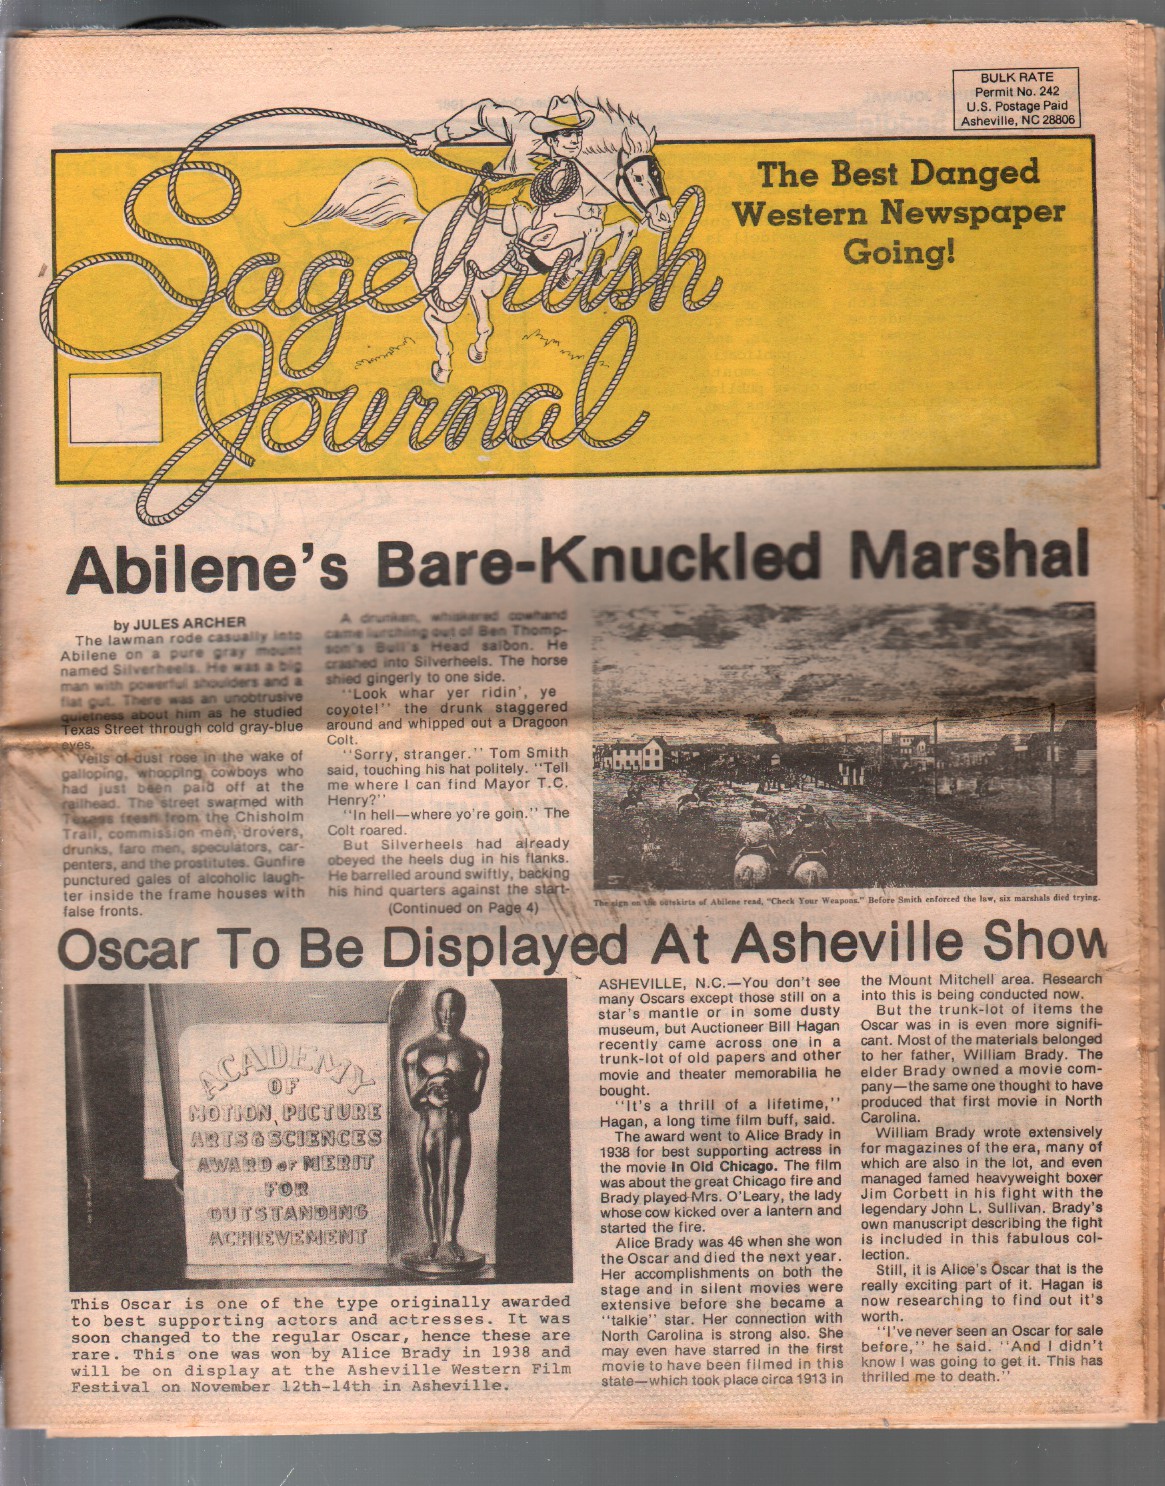 BULK RATE
Permit No. 242
U.S. Postage Paid
Asheville, NC 28806
Sagebrush
Journal
The Best Danged
Western Newspaper
Going!
Abilene's Bare-Knuckled Marshal
by JULES ARCHER
The lawman rode casually into
Abilene on a pure gray mount
named Silverheels. He was a big
man with powerful shoulders and a
flat gut. There was an unobtrusive
quietness about him as he studied
Texas Street through cold gray-blue
eyes.
Veils of dust rose in the wake of
galloping, whooping cowboys who
had just been paid off at the
railhead. The street swarmed with
Texans fresh from the Chisholm
Trail, commission men, drovers,
drunks, faro men, speculators, car-
penters, and the prostitutes. Gunfire
punctured gales of alcoholic laugh-
ter inside the frame houses with
false fronts.
A drunken, whiskered cowhand
came lurching out of Ben Thomp-
son's Bull's Head saloon. He
crashed into Silverheels. The horse
shied gingerly to one side.
"Look whar yer ridin', ye
coyote!" the drunk staggered
around and whipped out a Dragoon
Colt.
"Sorry, stranger." Tom Smith
said, touching his hat politely. "Tell
me where I can find Mayor T.C.
Henry?"
"In hell—where yo're goin." The
Colt roared.
But Silverheels had already
obeyed the heels dug in his flanks.
He barrelled around swiftly, backing
his hind quarters against the start-
(Continued on Page 4)
The sign on the outskirts of Abilene read, "Check Your Weapons." Before Smith enforced the law, six marshals died trying.
Oscar To Be Displayed At Asheville Show
ACADEMY
OF
MOTION PICTURE
ARTS & SCIENCES
AWARD OF MERIT
FOR
OUTSTANDING
ACHIEVEMENT
This Oscar is one of the type originally awarded
to best supporting actors and actresses. It was
soon changed to the regular Oscar, hence these are
rare. This one was won by Alice Brady in 1938 and
will be on display at the Asheville Western Film
Festival on November 12th-14th in Asheville.
ASHEVILLE, N.C.—You don't see
many Oscars except those still on a
star's mantle or in some dusty
museum, but Auctioneer Bill Hagan
recently came across one in a
trunk-lot of old papers and other
movie and theater memorabilia he
bought.
"It's a thrill of a lifetime,"
Hagan, a long time film buff, said.
The award went to Alice Brady in
1938 for best supporting actress in
the movie In Old Chicago. The film
was about the great Chicago fire and
Brady played Mrs. O'Leary, the lady
whose cow kicked over a lantern and
started the fire.
Alice Brady was 46 when she won
the Oscar and died the next year.
Her accomplishments on both the
stage and in silent movies were
extensive before she became a
"talkie" star. Her connection with
North Carolina is strong also. She
may even have starred in the first
movie to have been filmed in this
state—which took place circa 1913 in
the Mount Mitchell area. Research
into this is being conducted now.
But the trunk-lot of items the
Oscar was in is even more signifi-
cant. Most of the materials belonged
to her father, William Brady. The
elder Brady owned a movie com-
pany—the same one thought to have
produced that first movie in North
Carolina.
William Brady wrote extensively
for magazines of the era, many of
which are also in the lot, and even
managed famed heavyweight boxer
Jim Corbett in his fight with the
legendary John L. Sullivan. Brady's
own manuscript describing the fight
is included in this fabulous col-
lection.
Still, it is Alice's Oscar that is the
really exciting part of it. Hagan is
now researching to find out it's
worth.
"I've never seen an Oscar for sale
before," he said. "And I didn't
know I was going to get it. This has
thrilled me to death."